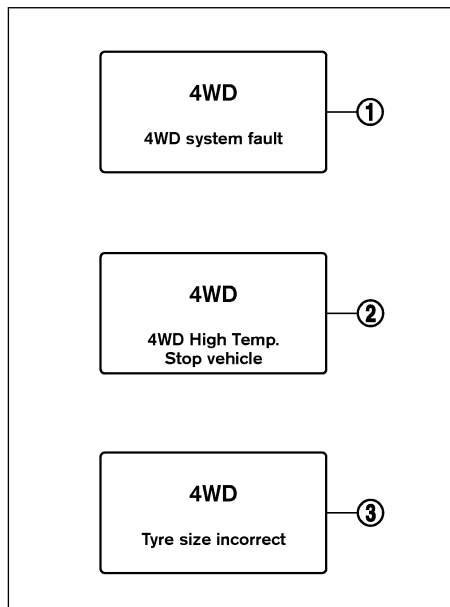 4WD
4WD system fault
1
4WD
4WD High Temp.
Stop vehicle
2
4WD
Tyre size incorrect
3